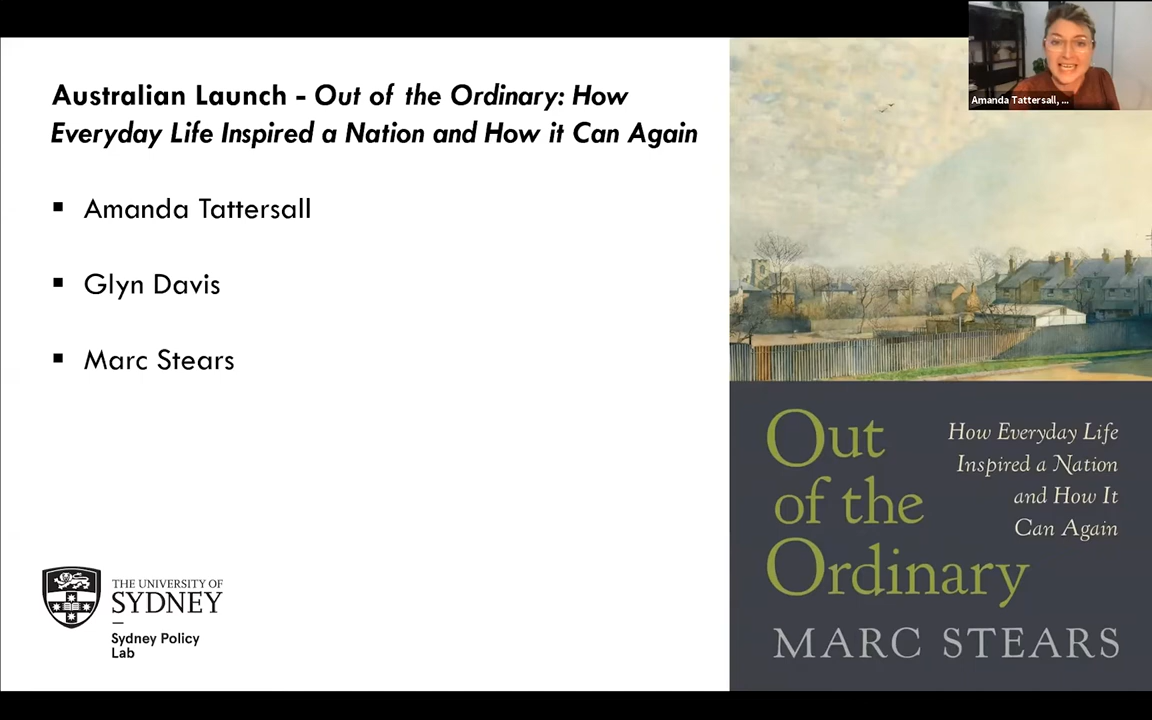 Australian Launch - Out of the Ordinary: How
Everyday Life Inspired a Nation and How it Can Again
▪ Amanda Tattersall
▪ Glyn Davis
▪ Marc Stears
THE UNIVERSITY OF
SYDNEY
—
Sydney Policy
Lab
Amanda Tattersall, ...
Out
of the
Ordinary
How Everyday Life
Inspired a Nation
and How It
Can Again
MARC STEARS